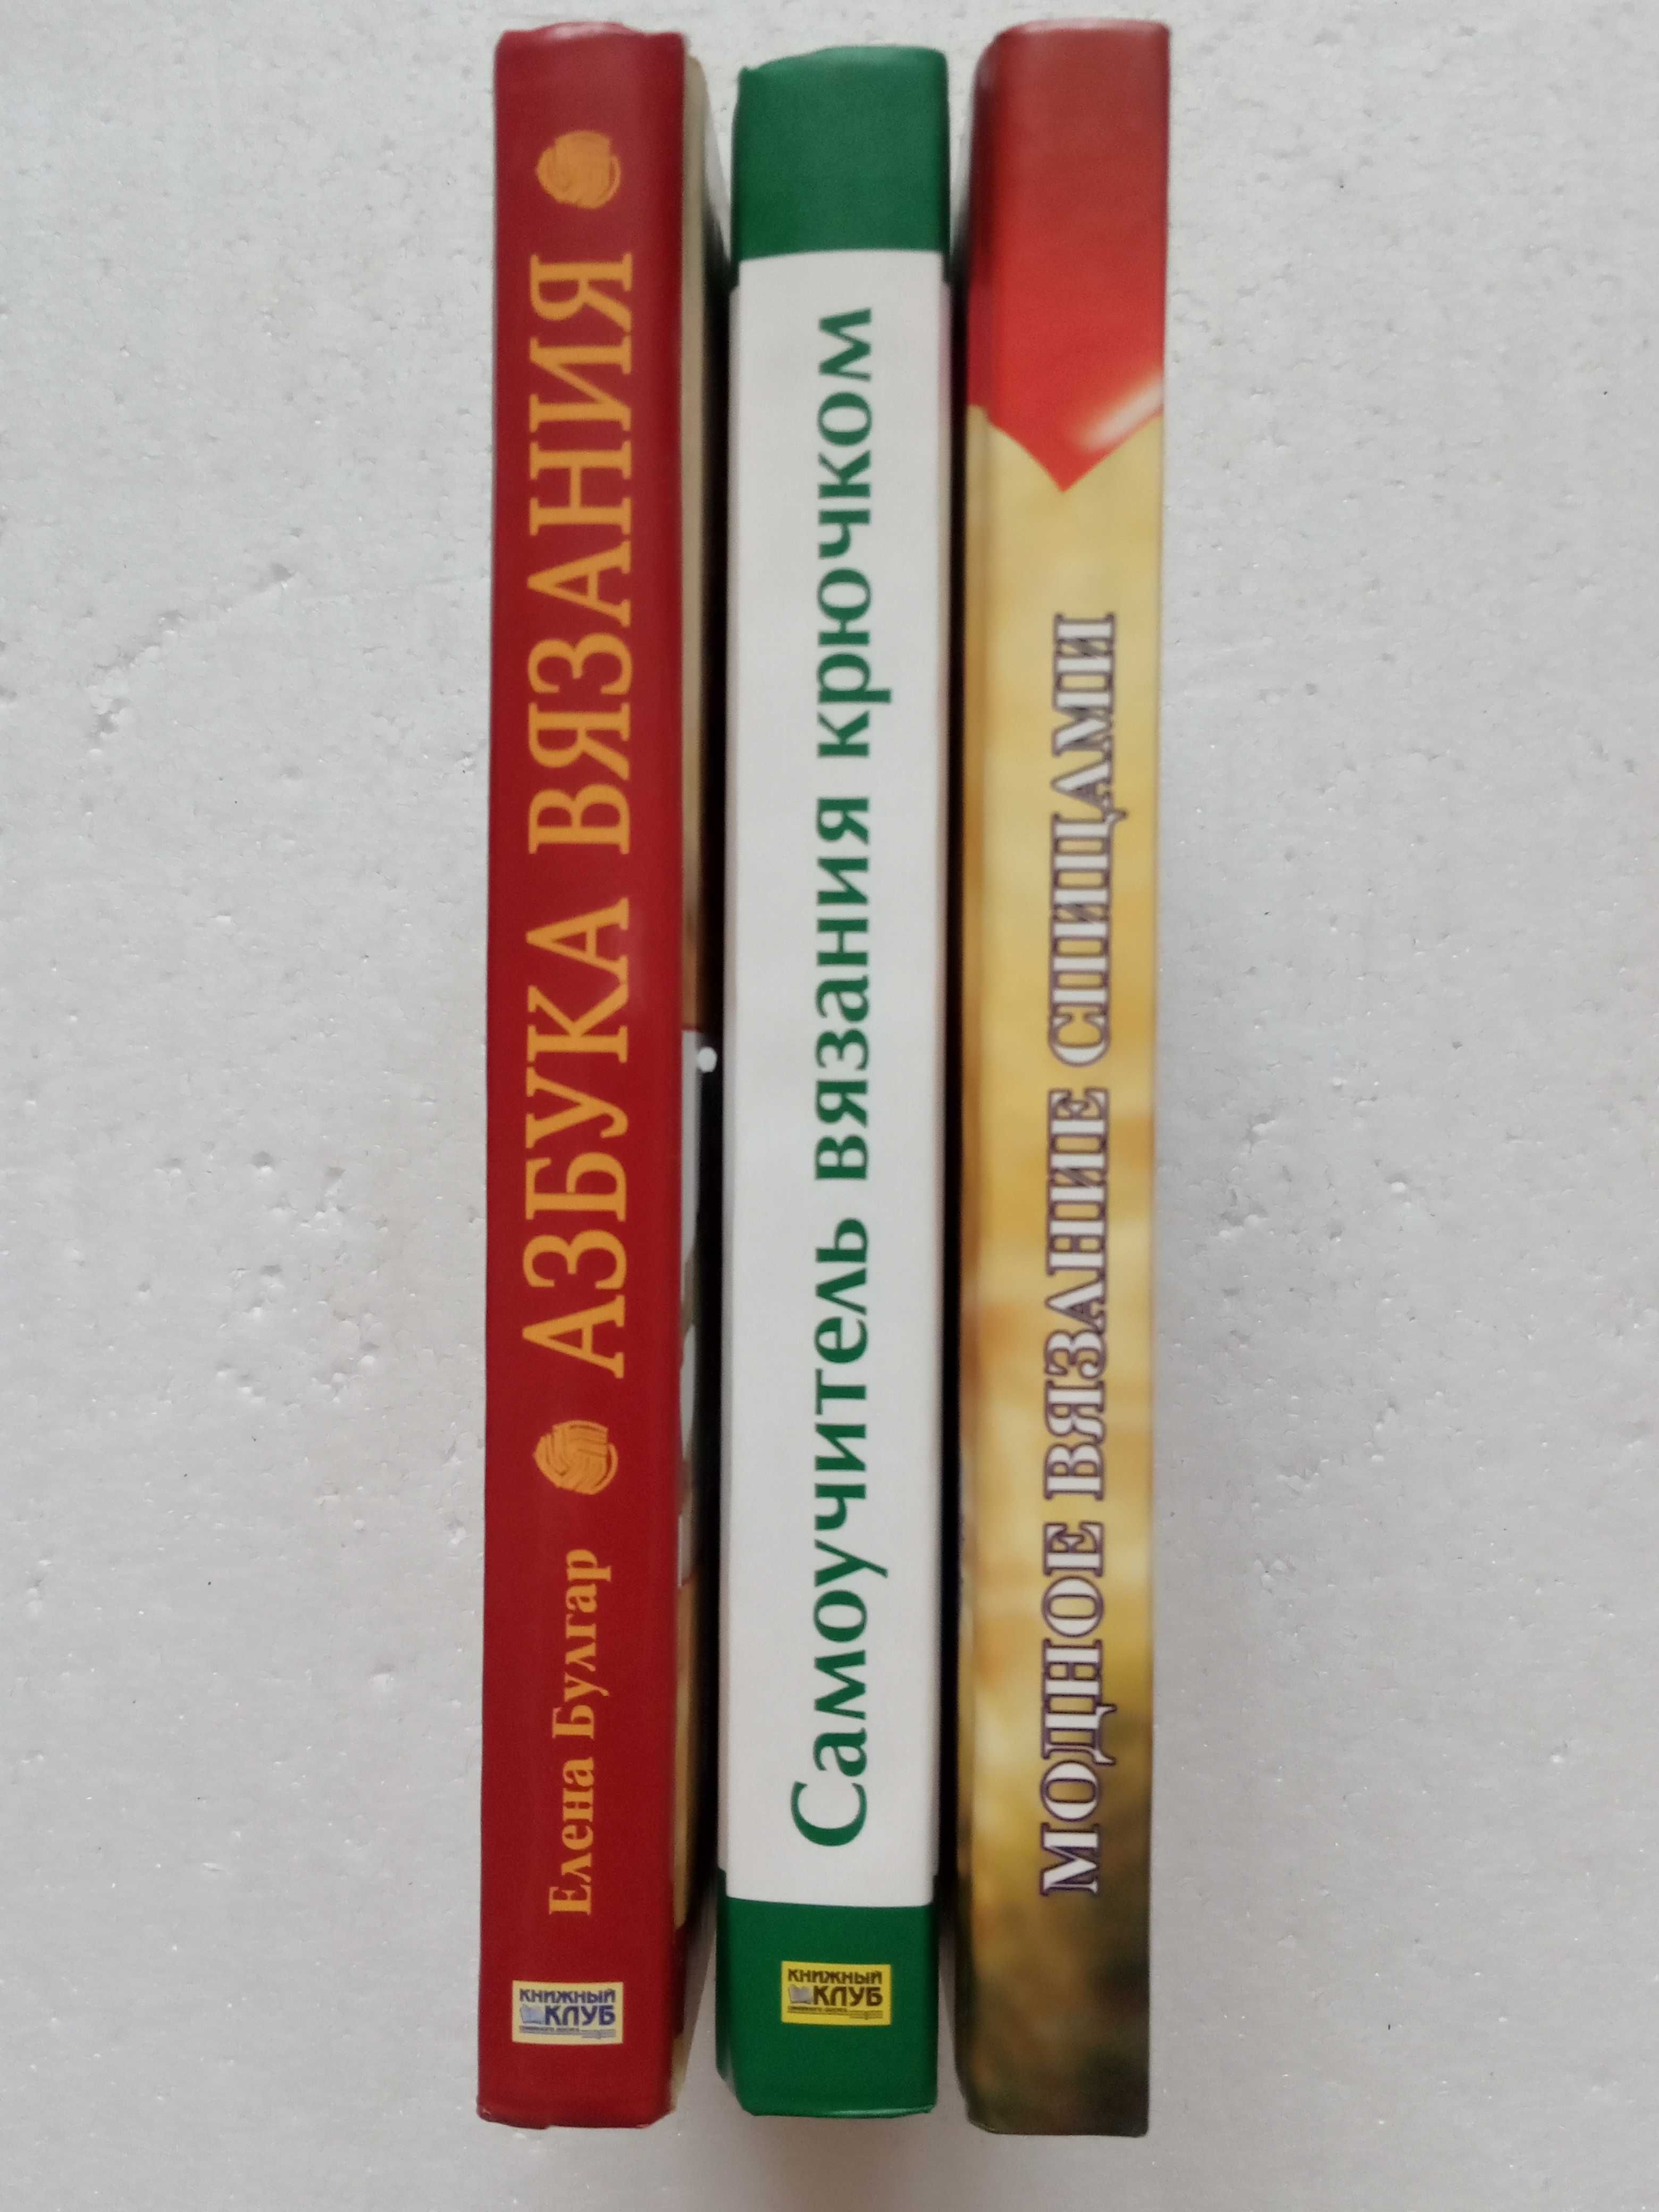 Елена Булгар
АЗБУКА ВЯЗАНИЯ
КНИЖНЫЙ
КЛУБ
Самоучитель вязания крючком
КНИЖНЫЙ
КЛУБ
МОДНОЕ ВЯЗАНИЕ СПИЦАМИ